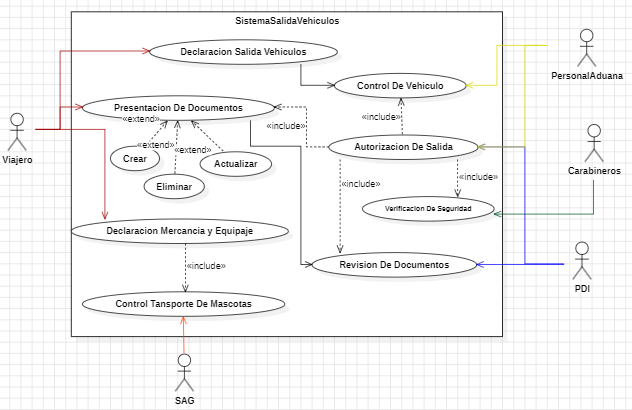 SistemaSalidaVehiculos
Declaracion Salida Vehiculos
PersonalAduana
Control De Vehiculo
Presentacion De Documentos
«extend»
«include»
«include»
Viajero
Crear
«extend»
«extend»
Actualizar
Autorizacion De Salida
Carabineros
Eliminar
«include»
«include»
Verificacion De Seguridad
Declaracion Mercancia y Equipaje
«include»
Revision De Documentos
PDI
Control Tansporte De Mascotas
SAG